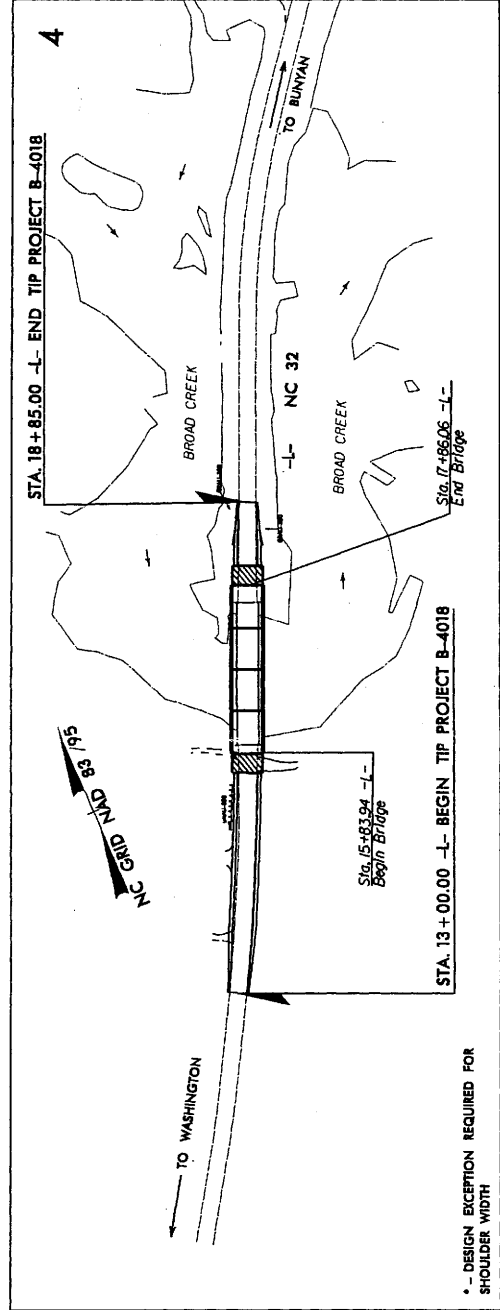 4
STA. 18+85.00 -L- END TIP PROJECT B-4018
NC GRID NAD 83/95
BROAD CREEK
TO BUNYAN
TO WASHINGTON
-L- NC 32
BROAD CREEK
Sta. 17+86.06 -L-
End Bridge
Sta. 15+83.94 -L-
Begin Bridge
STA. 13+00.00 -L- BEGIN TIP PROJECT B-4018
* - DESIGN EXCEPTION REQUIRED FOR
SHOULDER WIDTH